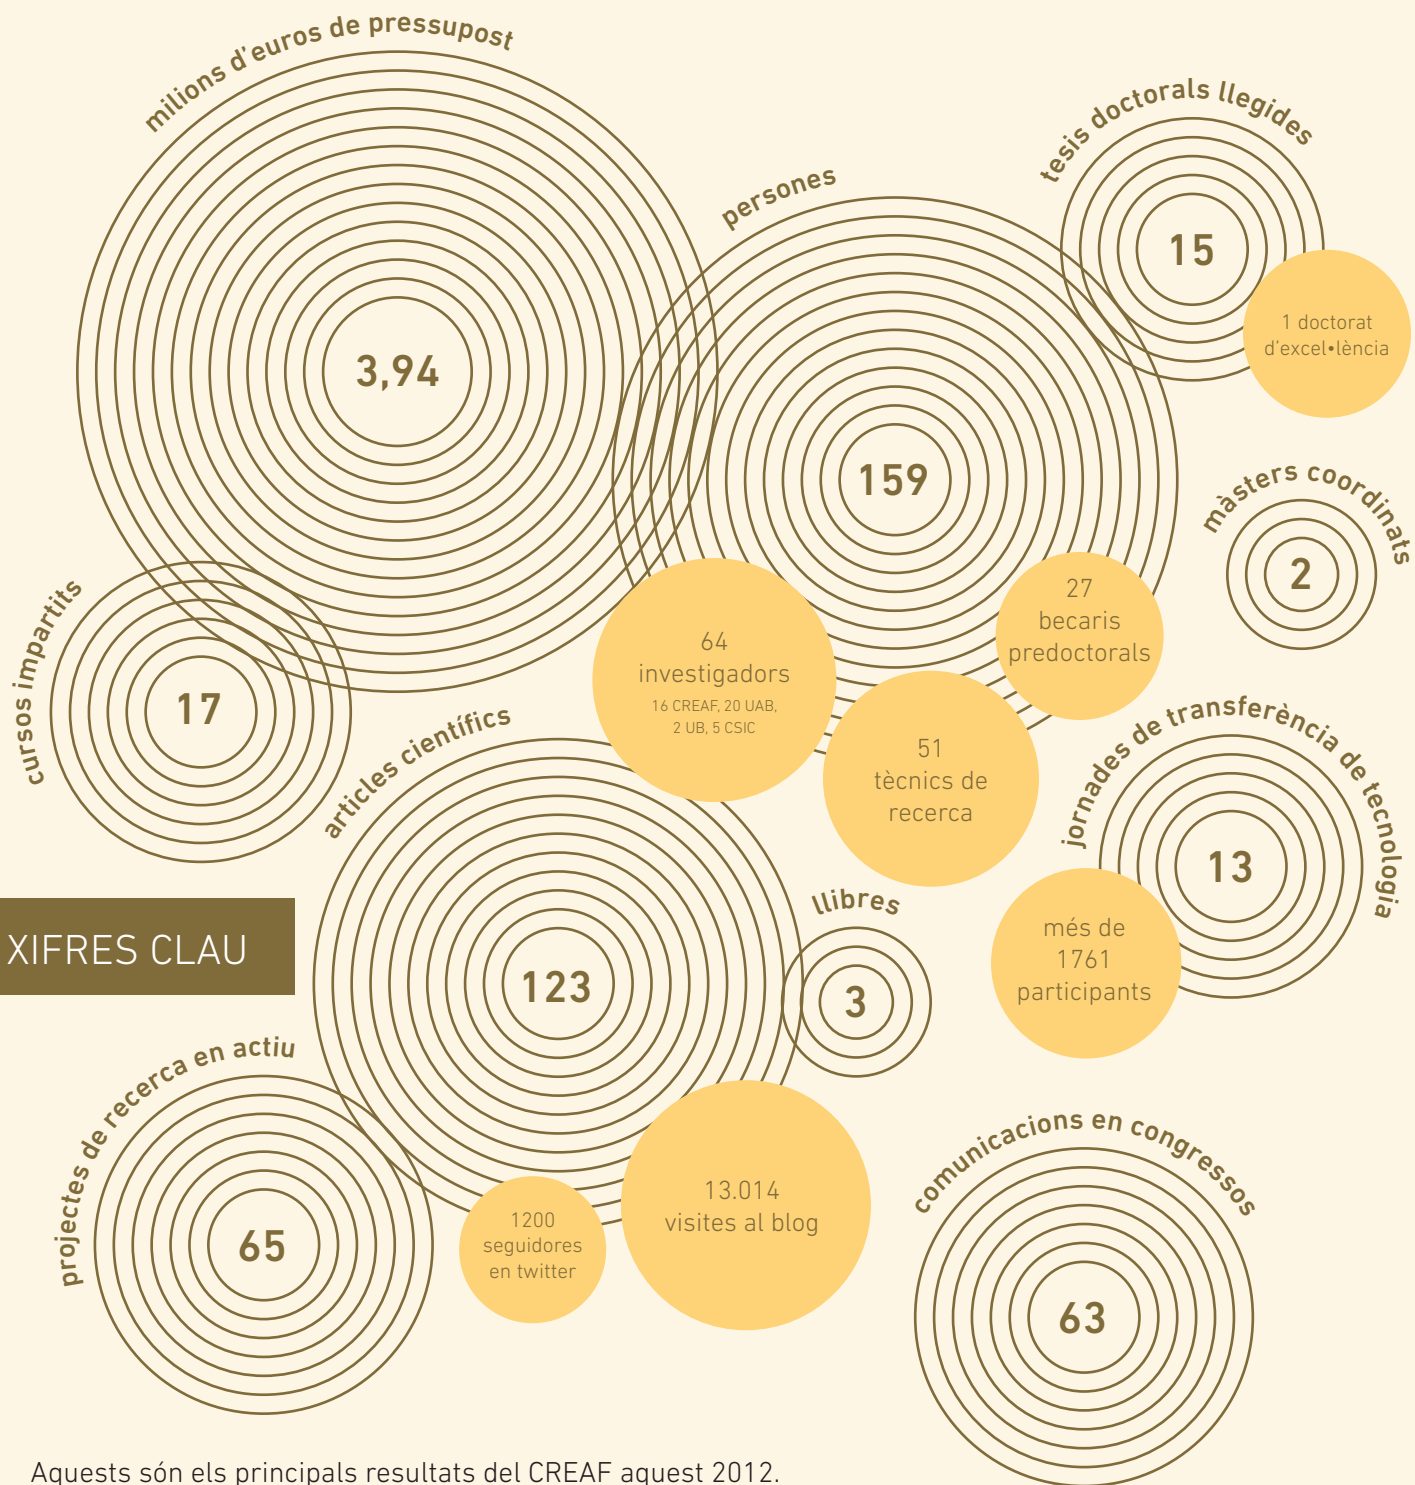 milions d'euros de pressupost
3,94
persones
159
64
investigadors
16 CREAF, 20 UAB,
2 UB, 5 CSIC
27
becaris
predoctorals
51
tècnics de
recerca
tesis doctorals llegides
15
1 doctorat
d'excel•lència
màsters coordinats
2
cursos impartits
17
articles científics
123
llibres
3
jornades de transferència de tecnologia
13
més de
1761
participants
XIFRES CLAU
projectes de recerca en actiu
65
1200
seguidores
en twitter
13.014
visites al blog
comunicacions en congressos
63
Aquests són els principals resultats del CREAF aquest 2012.